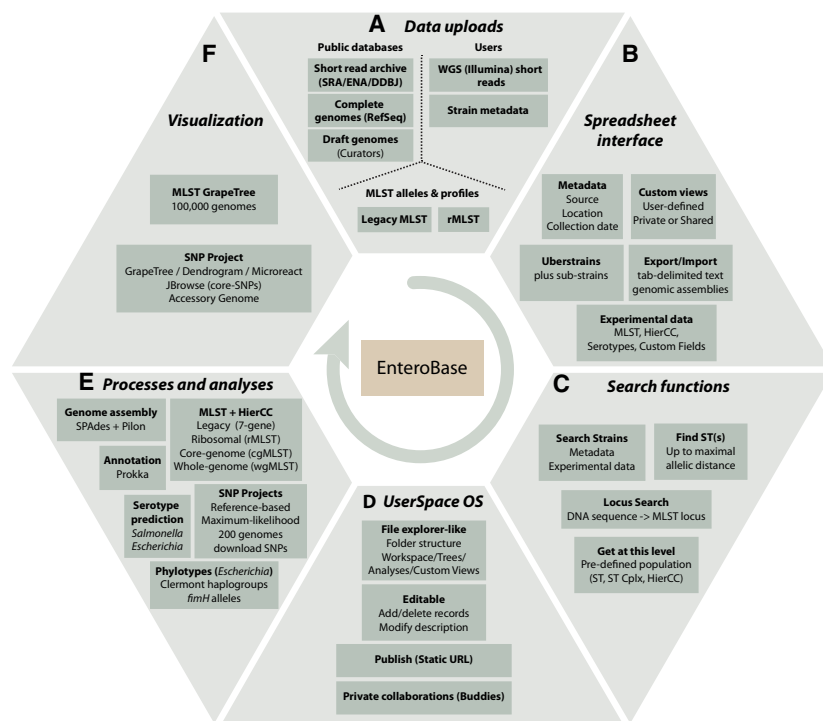 A Data uploads
Public databases
Short read archive
(SRA/ENA/DDBJ)
Complete
genomes (RefSeq)
Draft genomes
(Curators)
Users
WGS (Illumina) short
reads
Strain metadata
MLST alleles & profiles
Legacy MLST
rMLST
B
Spreadsheet
interface
Metadata
Source
Location
Collection date
Custom views
User-defined
Private or Shared
Uberstrains
plus sub-strains
Export/Import
tab-delimited text
genomic assemblies
Experimental data
MLST, HierCC,
Serotypes, Custom Fields
C Search functions
Search Strains
Metadata
Experimental data
Find ST(s)
Up to maximal
allelic distance
Locus Search
DNA sequence -> MLST locus
Get at this level
Pre-defined population
(ST, ST Cplx, HierCC)
D UserSpace OS
File explorer-like
Folder structure
Workspace/Trees/
Analyses/Custom Views
Editable
Add/delete records
Modify description
Publish (Static URL)
Private collaborations (Buddies)
E Processes and analyses
Genome assembly
SPAdes + Pilon
MLST + HierCC
Legacy (7-gene)
Ribosomal (rMLST)
Core-genome (cgMLST)
Whole-genome (wgMLST)
Annotation
Prokka
Serotype
prediction
Salmonella
Escherichia
SNP Projects
Reference-based
Maximum-likelihood
200 genomes
download SNPs
Phylotypes (Escherichia)
Clermont haplogroups
fimH alleles
F
Visualization
MLST GrapeTree
100,000 genomes
SNP Project
GrapeTree / Dendrogram / Microreact
JBrowse (core-SNPs)
Accessory Genome
EnteroBase